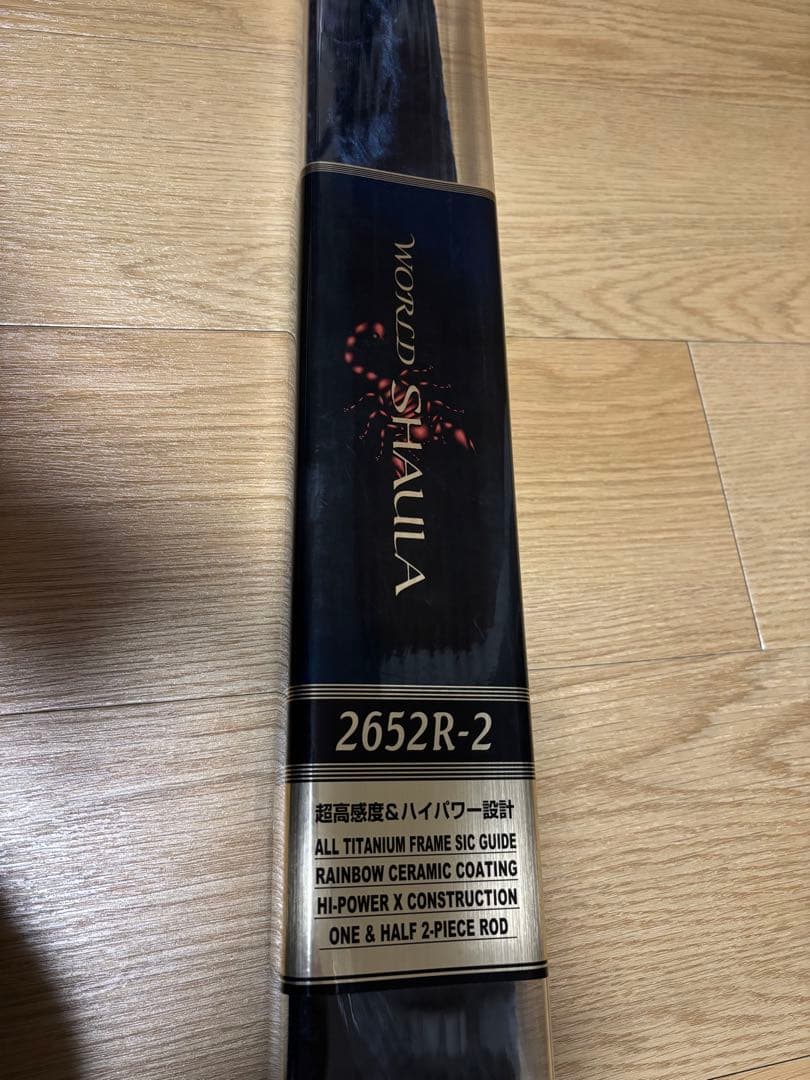 WORLD SHAULA
2652R-2
超高感度&ハイパワー設計
ALL TITANIUM FRAME SIC GUIDE
RAINBOW CERAMIC COATING
HI-POWER X CONSTRUCTION
ONE & HALF 2-PIECE ROD